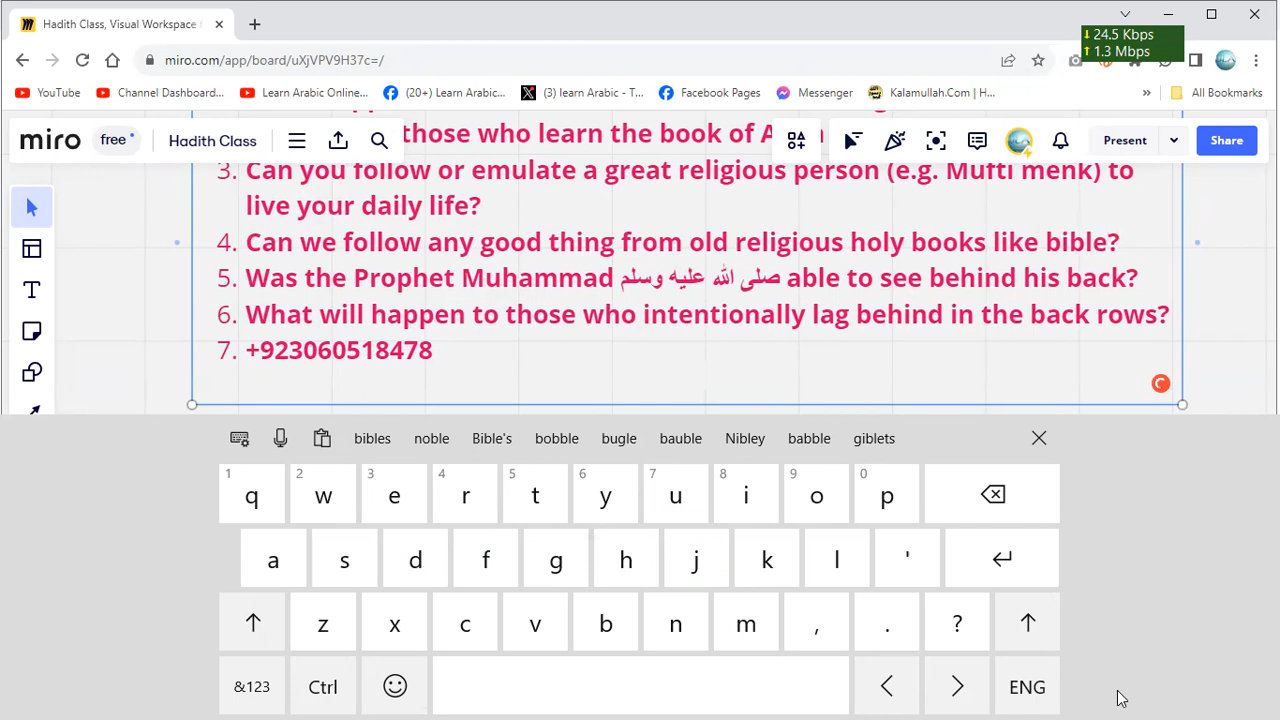 Hadith Class, Visual Workspace f
24.5 Kbps
1.3 Mbps
miro.com/app/board/uXjVPV9H37c=/
YouTube Channel Dashboard... Learn Arabic Online... (20+) Learn Arabic... (3) learn Arabic - T... Facebook Pages Messenger Kalamullah.Com | H... » All Bookmarks
miro free Hadith Class Present Share
those who learn the book of A
3. Can you follow or emulate a great religious person (e.g. Mufti menk) to
live your daily life?
4. Can we follow any good thing from old religious holy books like bible?
5. Was the Prophet Muhammad صلى الله عليه وسلم able to see behind his back?
6. What will happen to those who intentionally lag behind in the back rows?
7. +923060518478
bibles noble Bible's bobble bugle bauble Nibley babble giblets
1 2 3 4 5 6 7 8 9 0
q w e r t y u i o p
a s d f g h j k l '
z x c v b n m , . ?
&123 Ctrl < > ENG